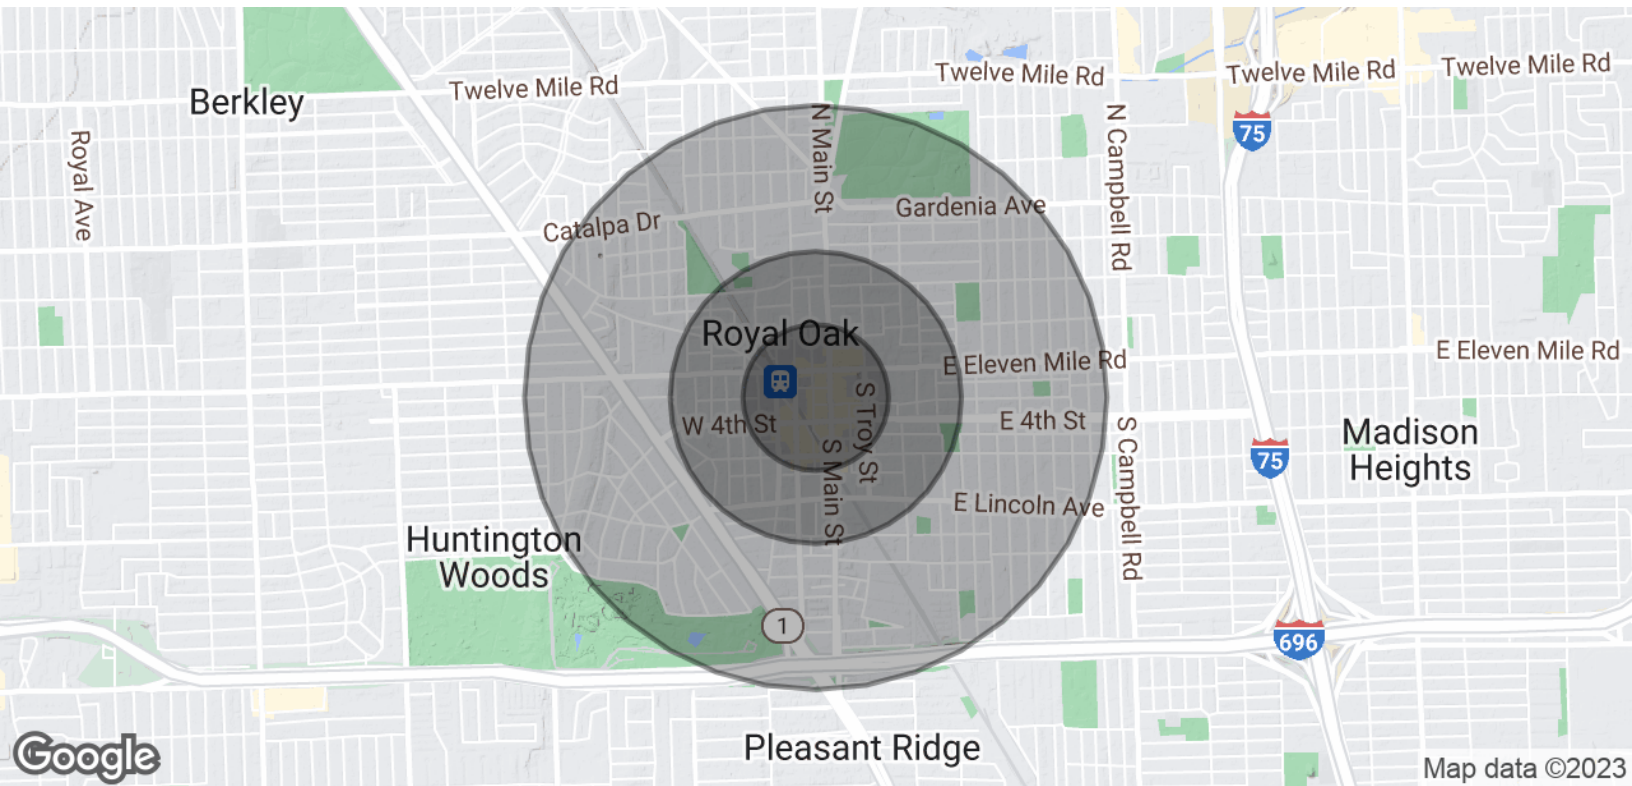 Twelve Mile Rd
Twelve Mile Rd
Twelve Mile Rd
Twelve Mile Rd
Berkley
75
N Main St
N Campbell Rd
Royal Ave
Gardenia Ave
Catalpa Dr
Royal Oak
E Eleven Mile Rd
E Eleven Mile Rd
S Troy St
W 4th St
E 4th St
S Campbell Rd
Madison
Heights
75
S Main St
E Lincoln Ave
Huntington
Woods
1
696
Pleasant Ridge
Google
Map data ©2023